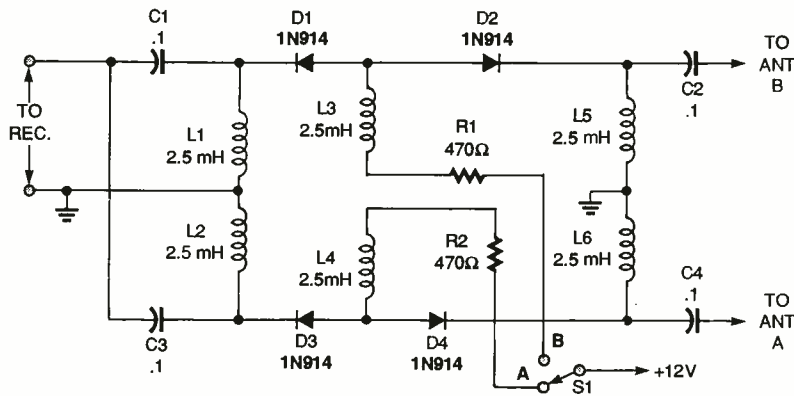 C1
.1
D1
1N914
D2
1N914
TO
ANT
B
C2
.1
TO
REC.
L1
2.5 mH
L3
2.5mH
R1
470Ω
L5
2.5 mH
L2
2.5 mH
L4
2.5mH
R2
470Ω
L6
2.5 mH
C4
.1
TO
ANT
A
C3
.1
D3
1N914
D4
1N914
B
A
S1
+12V